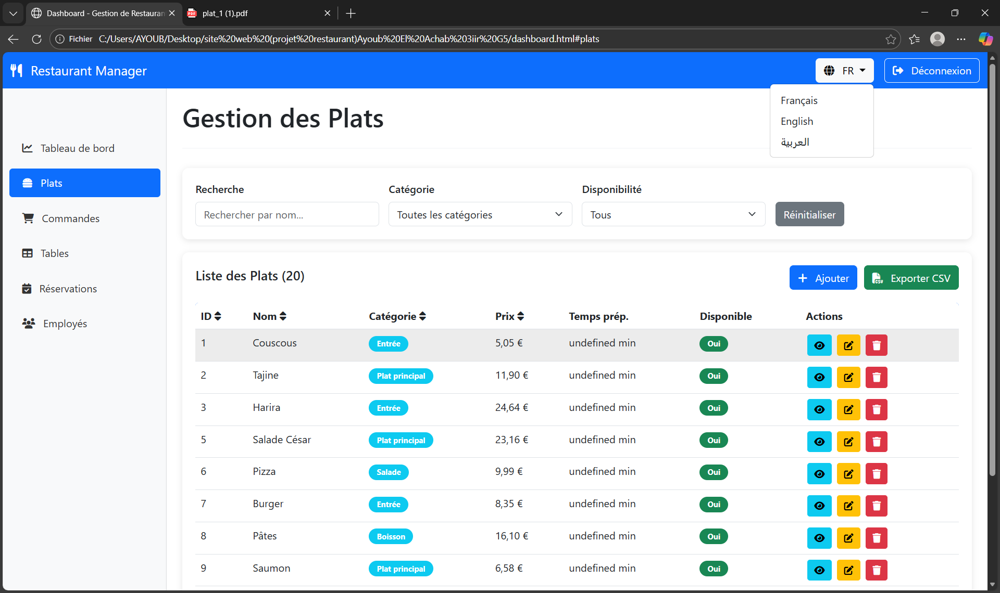 Dashboard - Gestion de Restauran
plat_1 (1).pdf
Fichier C:/Users/AYOUB/Desktop/site%20web%20(projet%20restaurant)Ayoub%20El%20Achab%203iir%20G5/dashboard.html#plats
Restaurant Manager
FR
Déconnexion
Français
English
العربية
Tableau de bord
Plats
Commandes
Tables
Réservations
Employés
Gestion des Plats
Recherche Catégorie Disponibilité
Rechercher par nom... Toutes les catégories Tous Réinitialiser
Liste des Plats (20) Ajouter Exporter CSV
ID Nom Catégorie Prix Temps prép. Disponible Actions
1 Couscous Entrée 5,05 € undefined min Oui
2 Tajine Plat principal 11,90 € undefined min Oui
3 Harira Entrée 24,64 € undefined min Oui
5 Salade César Plat principal 23,16 € undefined min Oui
6 Pizza Salade 9,99 € undefined min Oui
7 Burger Entrée 8,35 € undefined min Oui
8 Pâtes Boisson 16,10 € undefined min Oui
9 Saumon Plat principal 6,58 € undefined min Oui